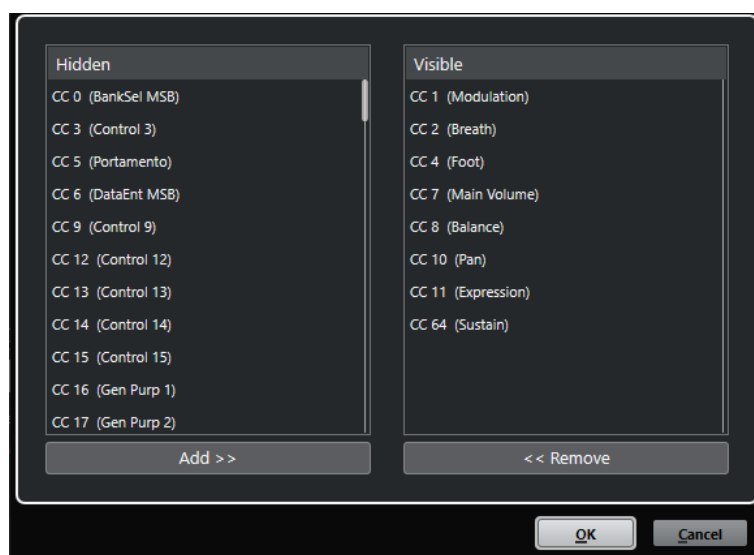 Hidden
CC 0 (BankSel MSB)
CC 3 (Control 3)
CC 5 (Portamento)
CC 6 (DataEnt MSB)
CC 9 (Control 9)
CC 12 (Control 12)
CC 13 (Control 13)
CC 14 (Control 14)
CC 15 (Control 15)
CC 16 (Gen Purp 1)
CC 17 (Gen Purp 2)
Add >>
Visible
CC 1 (Modulation)
CC 2 (Breath)
CC 4 (Foot)
CC 7 (Main Volume)
CC 8 (Balance)
CC 10 (Pan)
CC 11 (Expression)
CC 64 (Sustain)
<< Remove
OK
Cancel